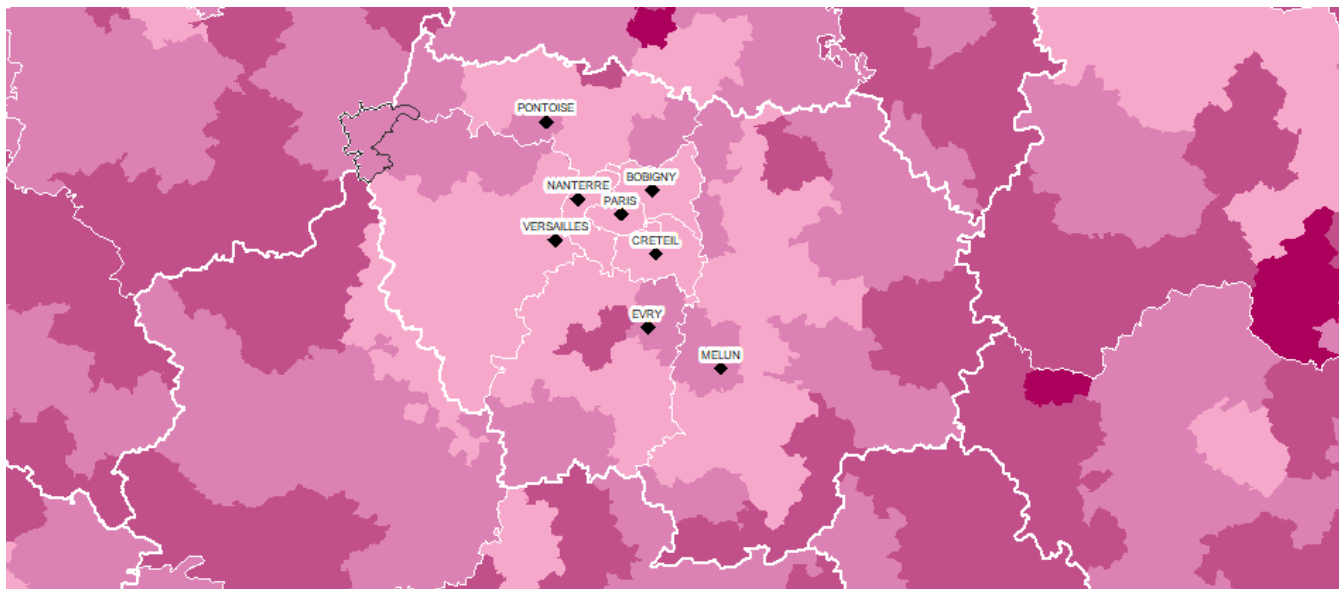 PONTOISE
BOBIGNY
NANTERRE
PARIS
VERSAILLES
CRETEIL
EVRY
MELUN